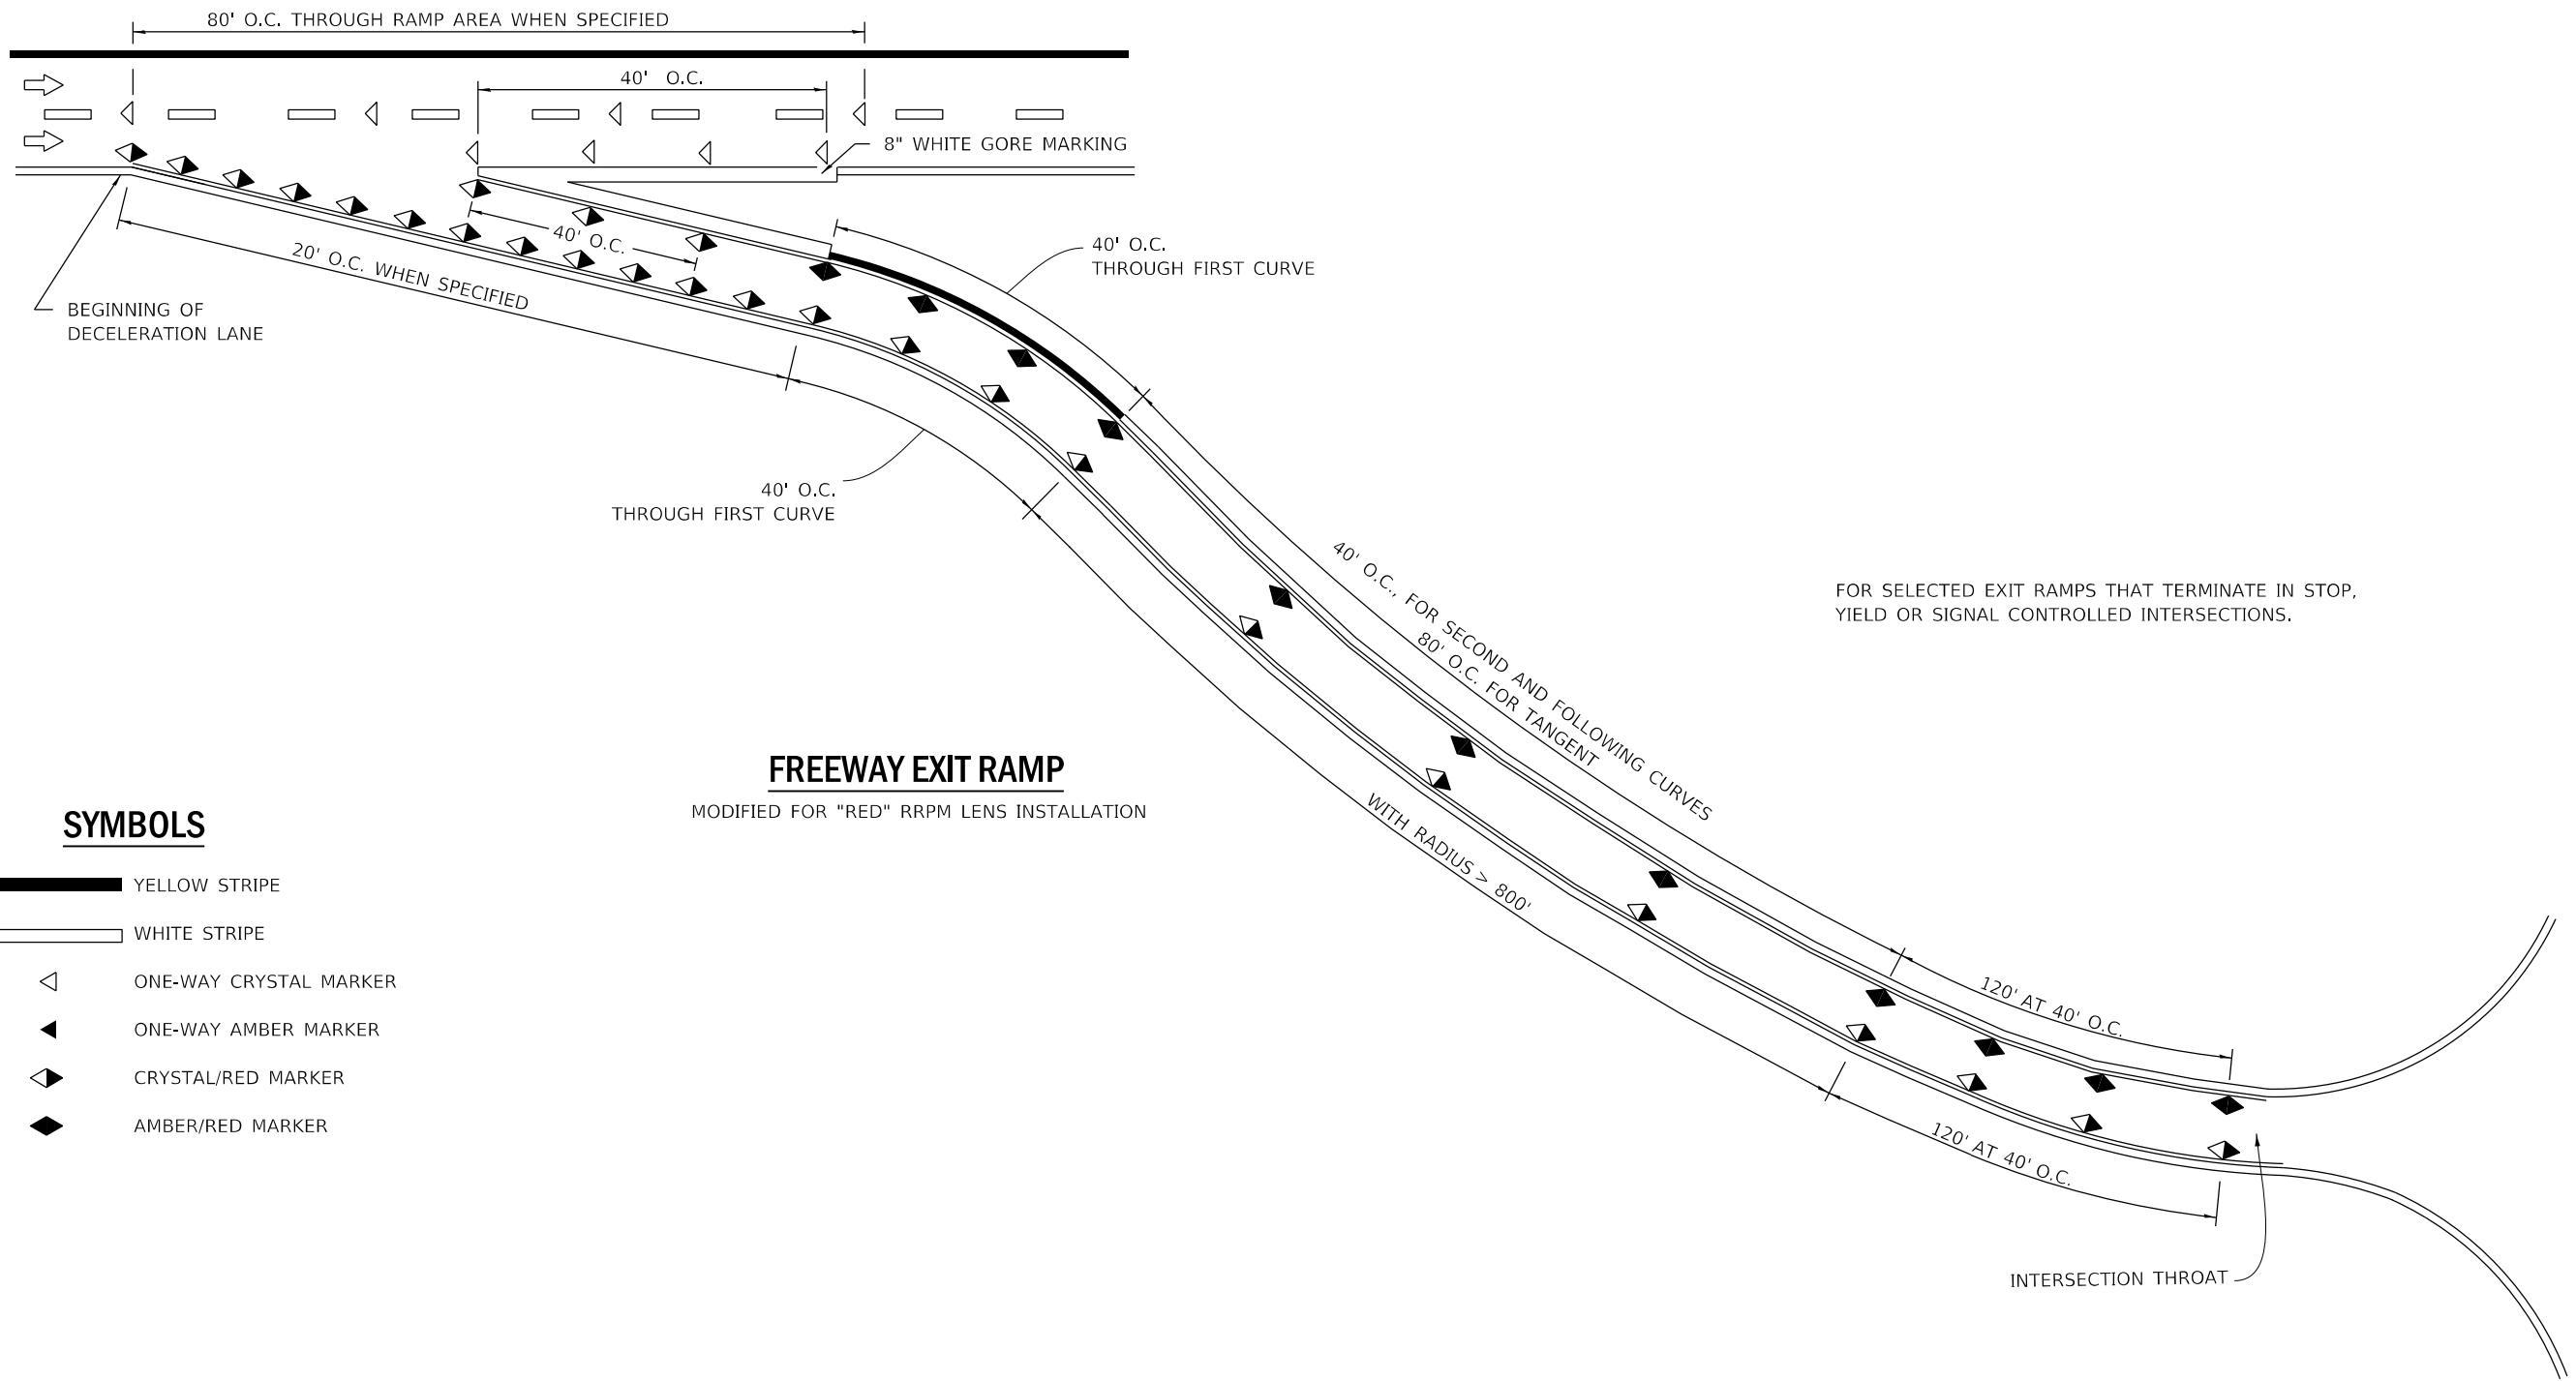 80' O.C. THROUGH RAMP AREA WHEN SPECIFIED
40' O.C.
8" WHITE GORE MARKING
40' O.C.
20' O.C. WHEN SPECIFIED
40' O.C.
THROUGH FIRST CURVE
BEGINNING OF
DECELERATION LANE
40' O.C.
THROUGH FIRST CURVE
40' O.C., FOR SECOND AND FOLLOWING CURVES
80' O.C. FOR TANGENT
FOR SELECTED EXIT RAMPS THAT TERMINATE IN STOP,
YIELD OR SIGNAL CONTROLLED INTERSECTIONS.
WITH RADIUS > 800'
FREEWAY EXIT RAMP
MODIFIED FOR "RED" RRPM LENS INSTALLATION
SYMBOLS
YELLOW STRIPE
WHITE STRIPE
ONE-WAY CRYSTAL MARKER
ONE-WAY AMBER MARKER
CRYSTAL/RED MARKER
AMBER/RED MARKER
120' AT 40' O.C.
120' AT 40' O.C.
INTERSECTION THROAT